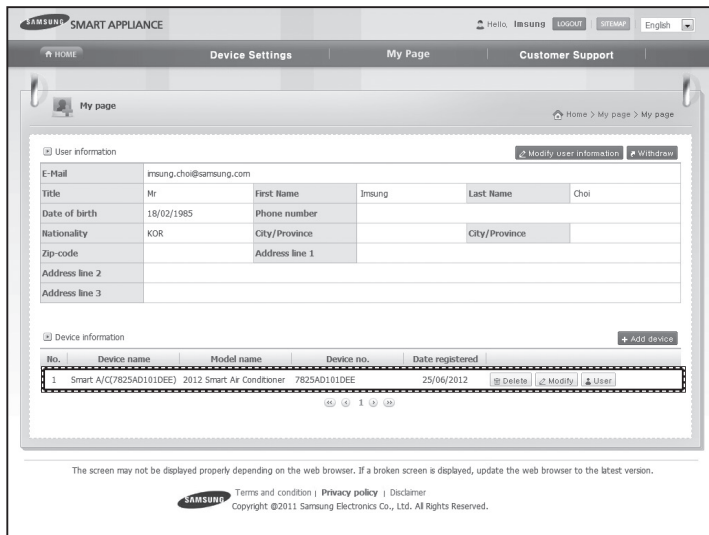 SAMSUNG SMART APPLIANCE Hello, Imsung LOGOUT SITEMAP English
HOME Device Settings My Page Customer Support
My page Home > My page > My page
User information Modify user information Withdraw
E-Mail imsung.choi@samsung.com
Title Mr First Name Imsung Last Name Choi
Date of birth 18/02/1985 Phone number
Nationality KOR City/Province City/Province
Zip-code Address line 1
Address line 2
Address line 3
Device information + Add device
No. Device name Model name Device no. Date registered
1 Smart A/C(7825AD101DEE) 2012 Smart Air Conditioner 7825AD101DEE 25/06/2012 Delete Modify User
1
The screen may not be displayed properly depending on the web browser. If a broken screen is displayed, update the web browser to the latest version.
SAMSUNG Terms and condition | Privacy policy | Disclaimer
Copyright @2011 Samsung Electronics Co., Ltd. All Rights Reserved.